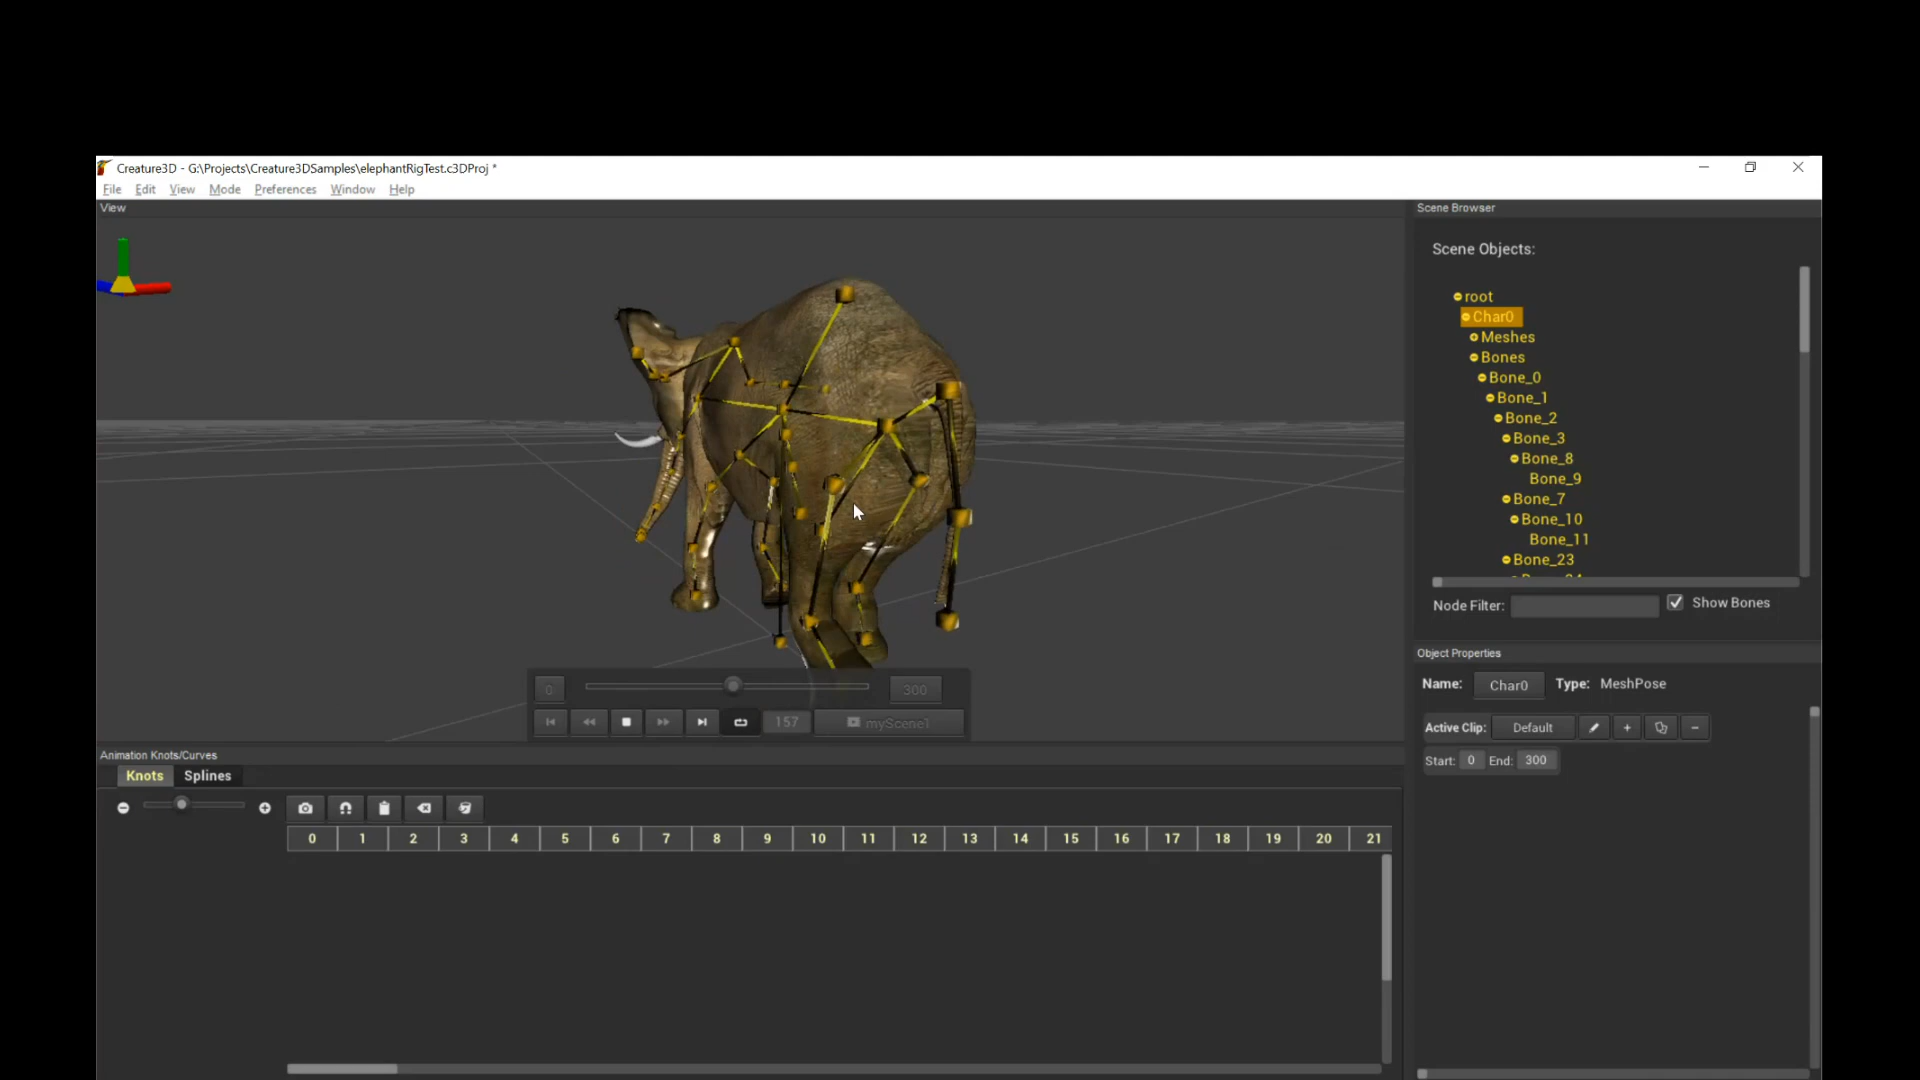 Creature3D - G:\Projects\Creature3DSamples\elephantRigTest.c3DProj *
File Edit View Mode Preferences Window Help
View
Scene Browser
Scene Objects:
root
Char0
Meshes
Bones
Bone_0
Bone_1
Bone_2
Bone_3
Bone_8
Bone_9
Bone_7
Bone_10
Bone_11
Bone_23
Node Filter: Show Bones
Object Properties
Name: Char0 Type: MeshPose
Active Clip: Default + -
Start: 0 End: 300
0 300
157 myScene1
Animation Knots/Curves
Knots Splines
0 1 2 3 4 5 6 7 8 9 10 11 12 13 14 15 16 17 18 19 20 21